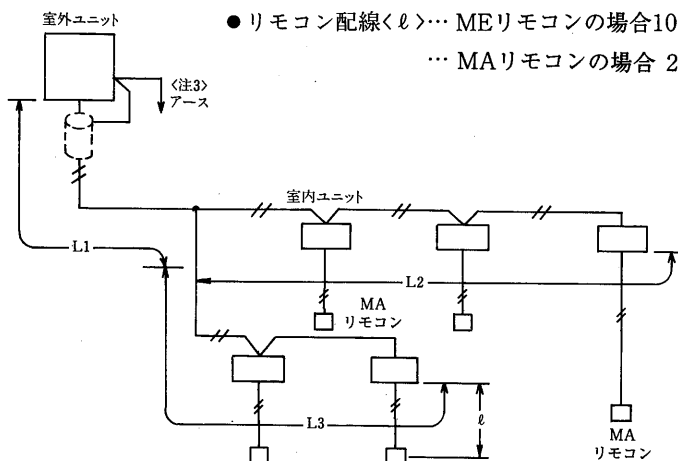 ●リモコン配線〈ℓ〉… MEリモコンの場合10
… MAリモコンの場合 2
室外ユニット
〈注3〉
アース
室内ユニット
L1
L2
MA
リモコン
L3
ℓ
MA
リモコン